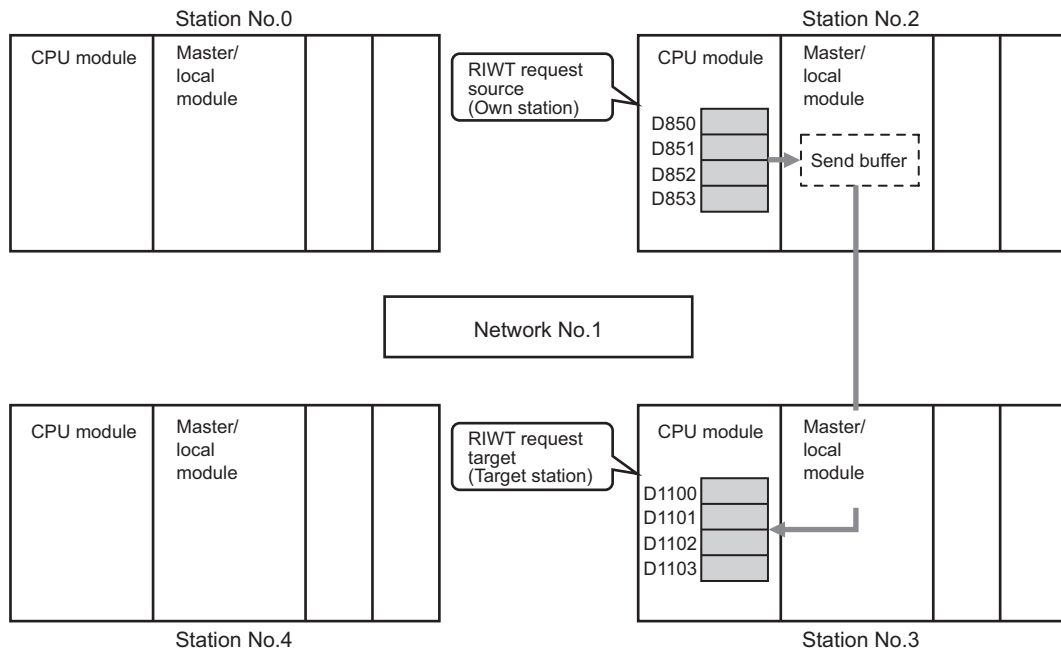 Station No.0
CPU module
Master/
local
module
Station No.2
RIWT request
source
(Own station)
CPU module
D850
D851
D852
D853
Master/
local
module
Send buffer
Network No.1
CPU module
Master/
local
module
Station No.4
RIWT request
target
(Target station)
CPU module
D1100
D1101
D1102
D1103
Master/
local
module
Station No.3